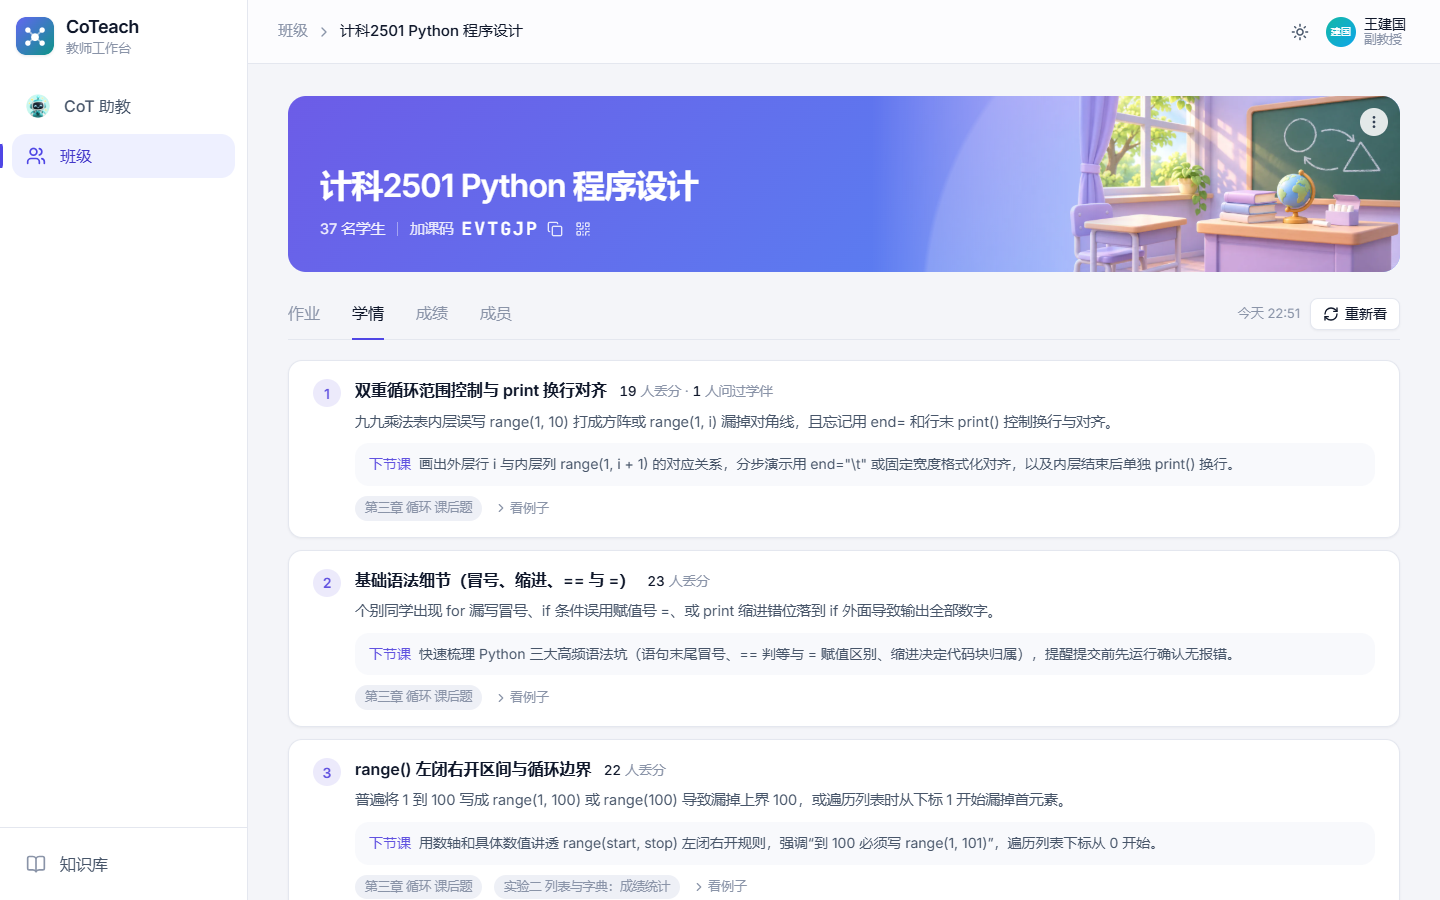 CoTeach
教师工作台
CoT 助教
班级
知识库
班级 > 计科2501 Python 程序设计
建国
王建国
副教授
计科2501 Python 程序设计
37 名学生 | 加课码 EVTGJP
作业 学情 成绩 成员
今天 22:51 重新看
1 双重循环范围控制与 print 换行对齐 19 人丢分 · 1 人问过学伴
九九乘法表内层误写 range(1, 10) 打成方阵或 range(1, i) 漏掉对角线，且忘记用 end= 和行末 print() 控制换行与对齐。
下节课 画出外层行 i 与内层列 range(1, i + 1) 的对应关系，分步演示用 end="\t" 或固定宽度格式化对齐，以及内层结束后单独 print() 换行。
第三章 循环 课后题 > 看例子
2 基础语法细节（冒号、缩进、== 与 =） 23 人丢分
个别同学出现 for 漏写冒号、if 条件误用赋值号 =、或 print 缩进错位落到 if 外面导致输出全部数字。
下节课 快速梳理 Python 三大高频语法坑（语句末尾冒号、== 判等与 = 赋值区别、缩进决定代码块归属），提醒提交前先运行确认无报错。
第三章 循环 课后题 > 看例子
3 range() 左闭右开区间与循环边界 22 人丢分
普遍将 1 到 100 写成 range(1, 100) 或 range(100) 导致漏掉上界 100，或遍历列表时从下标 1 开始漏掉首元素。
下节课 用数轴和具体数值讲透 range(start, stop) 左闭右开规则，强调“到 100 必须写 range(1, 101)”，遍历列表下标从 0 开始。
第三章 循环 课后题 实验二 列表与字典：成绩统计 > 看例子